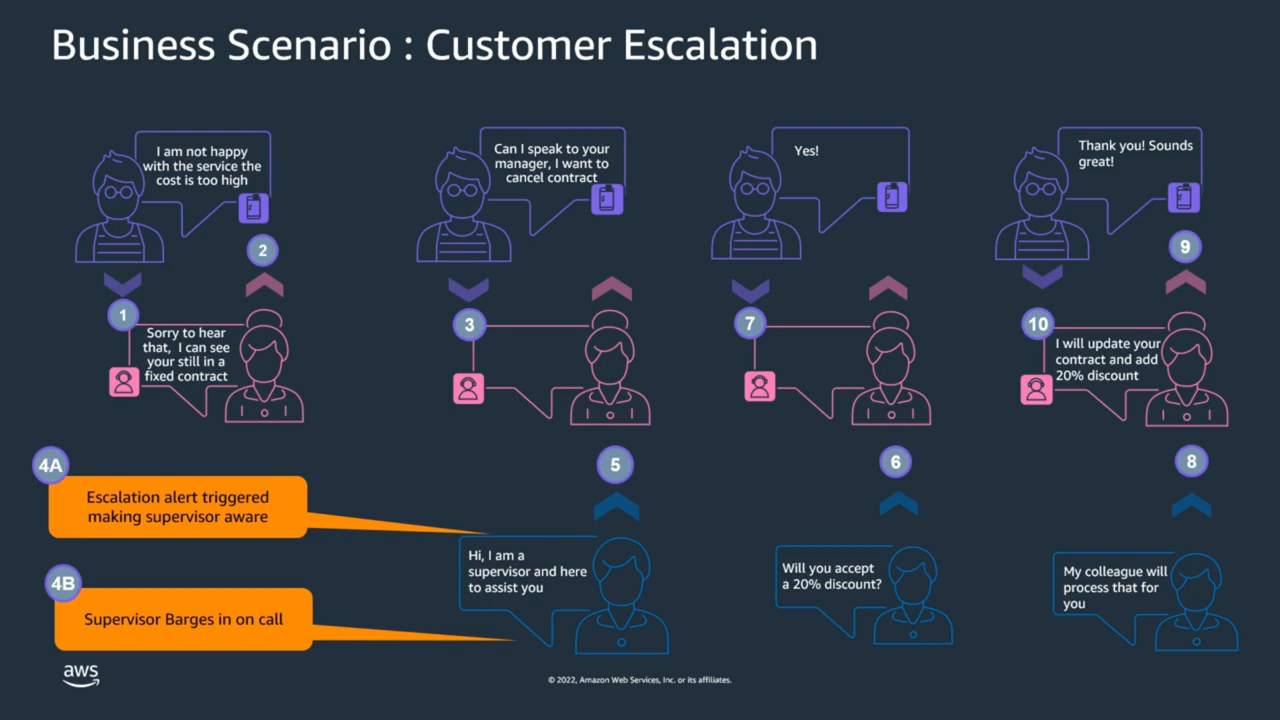 Business Scenario : Customer Escalation
I am not happy
with the service the
cost is too high
2
1
Sorry to hear
that, I can see
your still in a
fixed contract
Can I speak to your
manager, I want to
cancel contract
3
4A
Escalation alert triggered
making supervisor aware
4B
Supervisor Barges in on call
5
Hi, I am a
supervisor and here
to assist you
Yes!
7
6
Will you accept
a 20% discount?
Thank you! Sounds
great!
9
10
I will update your
contract and add
20% discount
8
My colleague will
process that for
you
aws
© 2022, Amazon Web Services, Inc. or its affiliates.